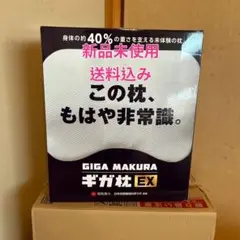 身体の約40%の重さを支える未体験の枕
新品未使用
送料込み
この枕、
もはや非常識。
GIGA MAKURA
ギガ枕 EX